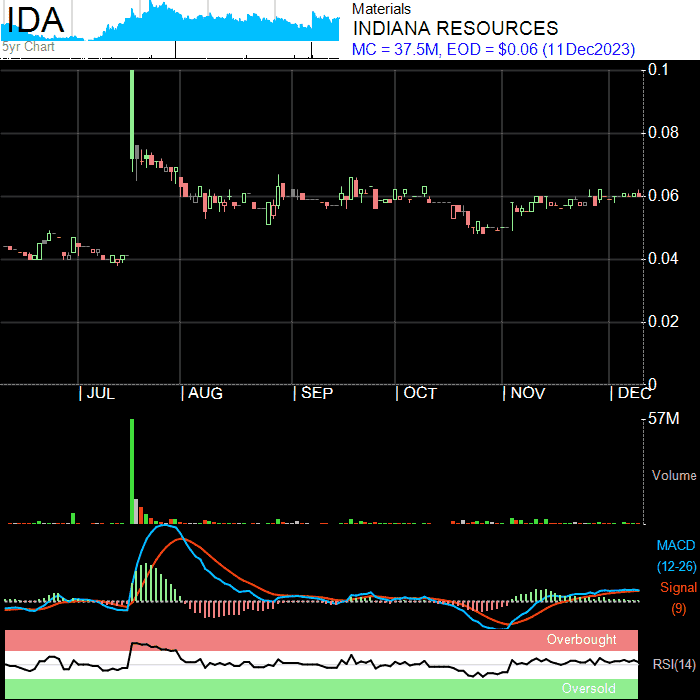 IDA
5yr Chart
Materials
INDIANA RESOURCES
MC = 37.5M, EOD = $0.06 (11Dec2023)
0.1
0.08
0.06
0.04
0.02
0
| JUL | AUG | SEP | OCT | NOV | DEC
57M
Volume
MACD
(12-26)
Signal
(9)
Overbought
RSI(14)
Oversold